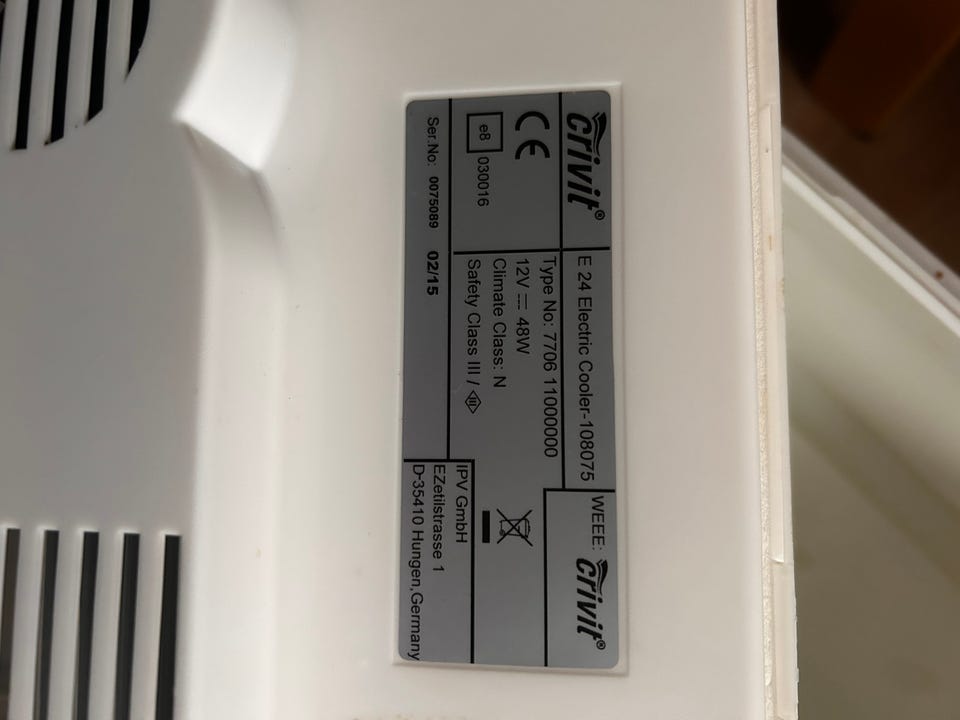 crivit®
CE
e8 030016
E 24 Electric Cooler-108075
Type No: 7706 11000000
12V ⎓ 48W
Climate Class: N
Safety Class III / III
WEEE: crivit®
Ser.No: 0075089 02/15
IPV GmbH
EZetilstrasse 1
D-35410 Hungen,Germany